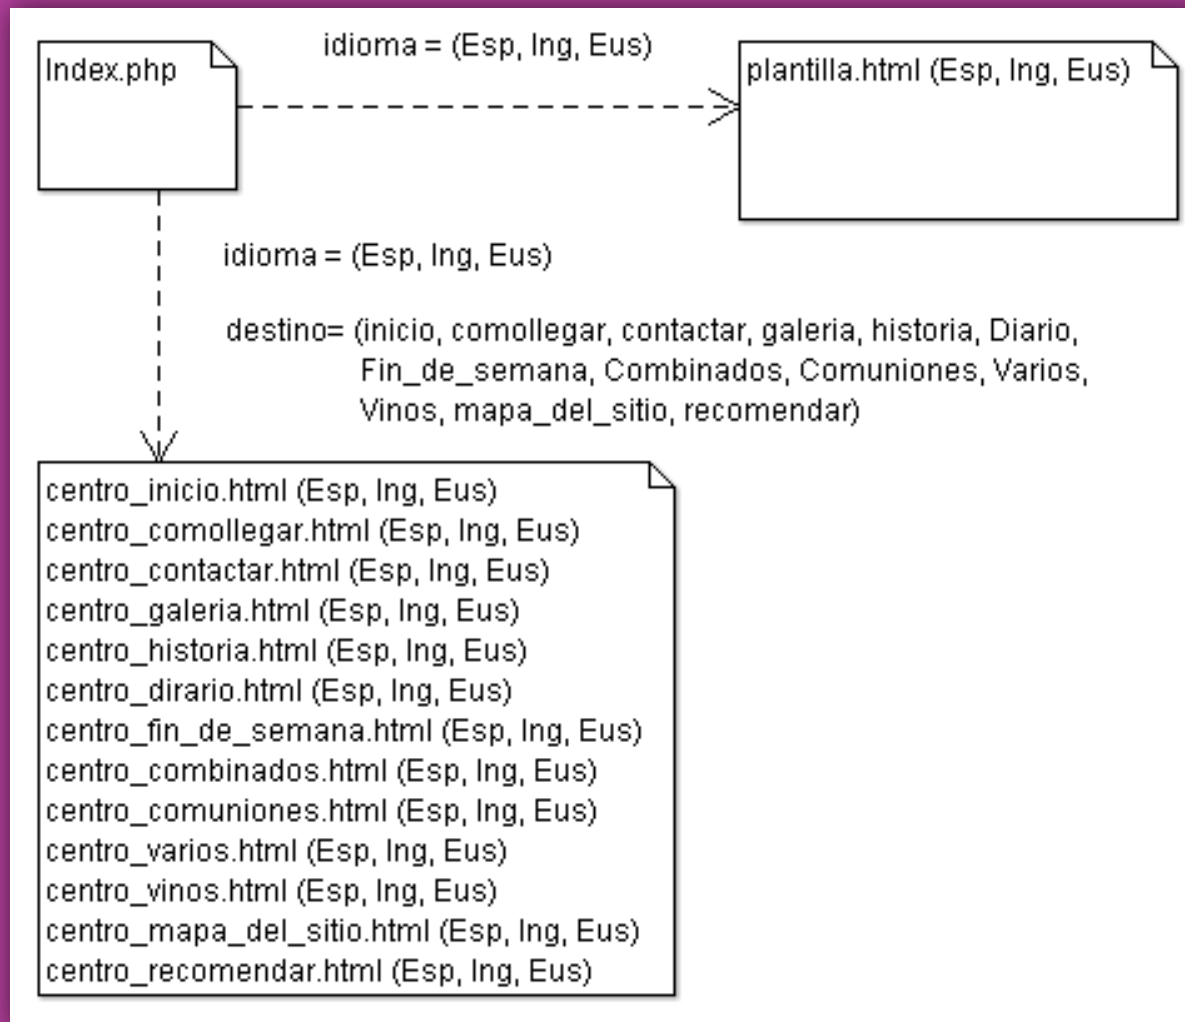 Index.php
idioma = (Esp, Ing, Eus)
plantilla.html (Esp, Ing, Eus)
idioma = (Esp, Ing, Eus)
destino= (inicio, comollegar, contactar, galeria, historia, Diario,
Fin_de_semana, Combinados, Comuniones, Varios,
Vinos, mapa_del_sitio, recomendar)
centro_inicio.html (Esp, Ing, Eus)
centro_comollegar.html (Esp, Ing, Eus)
centro_contactar.html (Esp, Ing, Eus)
centro_galeria.html (Esp, Ing, Eus)
centro_historia.html (Esp, Ing, Eus)
centro_dirario.html (Esp, Ing, Eus)
centro_fin_de_semana.html (Esp, Ing, Eus)
centro_combinados.html (Esp, Ing, Eus)
centro_comuniones.html (Esp, Ing, Eus)
centro_varios.html (Esp, Ing, Eus)
centro_vinos.html (Esp, Ing, Eus)
centro_mapa_del_sitio.html (Esp, Ing, Eus)
centro_recomendar.html (Esp, Ing, Eus)